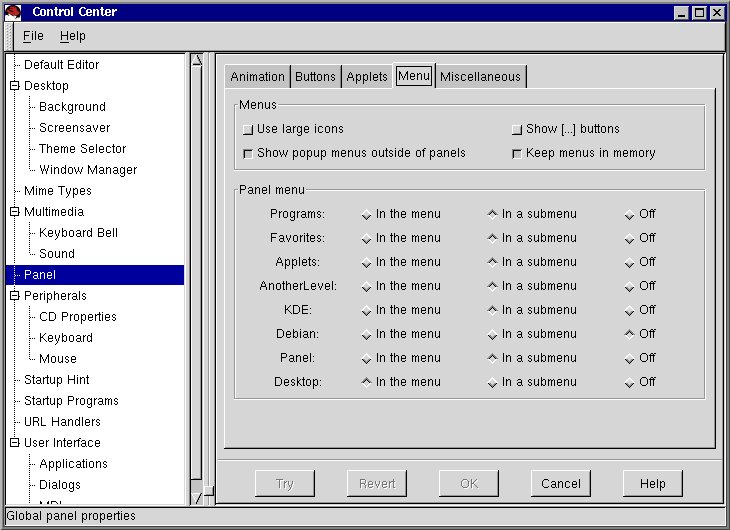 Control Center
File Help
Default Editor
Desktop
Background
Screensaver
Theme Selector
Window Manager
Mime Types
Multimedia
Keyboard Bell
Sound
Panel
Peripherals
CD Properties
Keyboard
Mouse
Startup Hint
Startup Programs
URL Handlers
User Interface
Applications
Dialogs
Animation Buttons Applets Menu Miscellaneous
Menus
Use large icons Show [...] buttons
Show popup menus outside of panels Keep menus in memory
Panel menu
Programs: In the menu In a submenu Off
Favorites: In the menu In a submenu Off
Applets: In the menu In a submenu Off
AnotherLevel: In the menu In a submenu Off
KDE: In the menu In a submenu Off
Debian: In the menu In a submenu Off
Panel: In the menu In a submenu Off
Desktop: In the menu In a submenu Off
Try Revert OK Cancel Help
Global panel properties